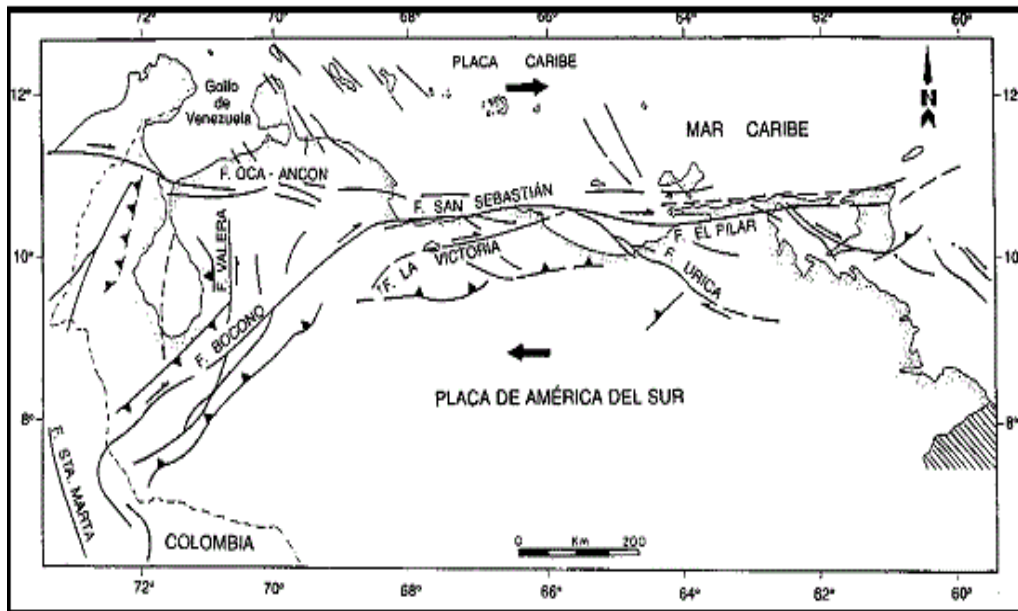 72° 70° 68° 66° 64° 62° 60°
PLACA CARIBE
Golfo
de
Venezuela
12° 12°
N
MAR CARIBE
F. OCA - ANCON
F. SAN SEBASTIÁN
F. EL PILAR
F. LA VICTORIA
F. URICA
F. VALERA
10° 10°
F. BOCONO
PLACA DE AMÉRICA DEL SUR
8° 8°
F. STA. MARTA
COLOMBIA
0 Km 200
72° 70° 68° 66° 64° 62° 60°